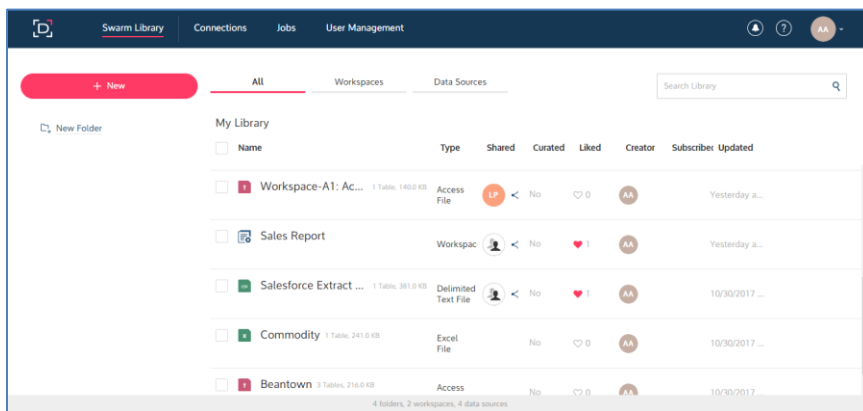 D Swarm Library Connections Jobs User Management ? AA
+ New All Workspaces Data Sources Search Library
New Folder
My Library
Name Type Shared Curated Liked Creator Subscribe Updated
Workspace-A1: Ac... 1 Table, 140.0 KB Access File LP No 0 AA Yesterday a...
Sales Report Workspac No 1 AA Yesterday a...
Salesforce Extract ... 1 Table, 381.0 KB Delimited Text File No 1 AA 10/30/2017 ...
Commodity 1 Table, 241.0 KB Excel File No 0 AA 10/30/2017 ...
Beantown 3 Tables, 216.0 KB Access No 0 AA 10/30/2017 ...
4 folders, 2 workspaces, 4 data sources